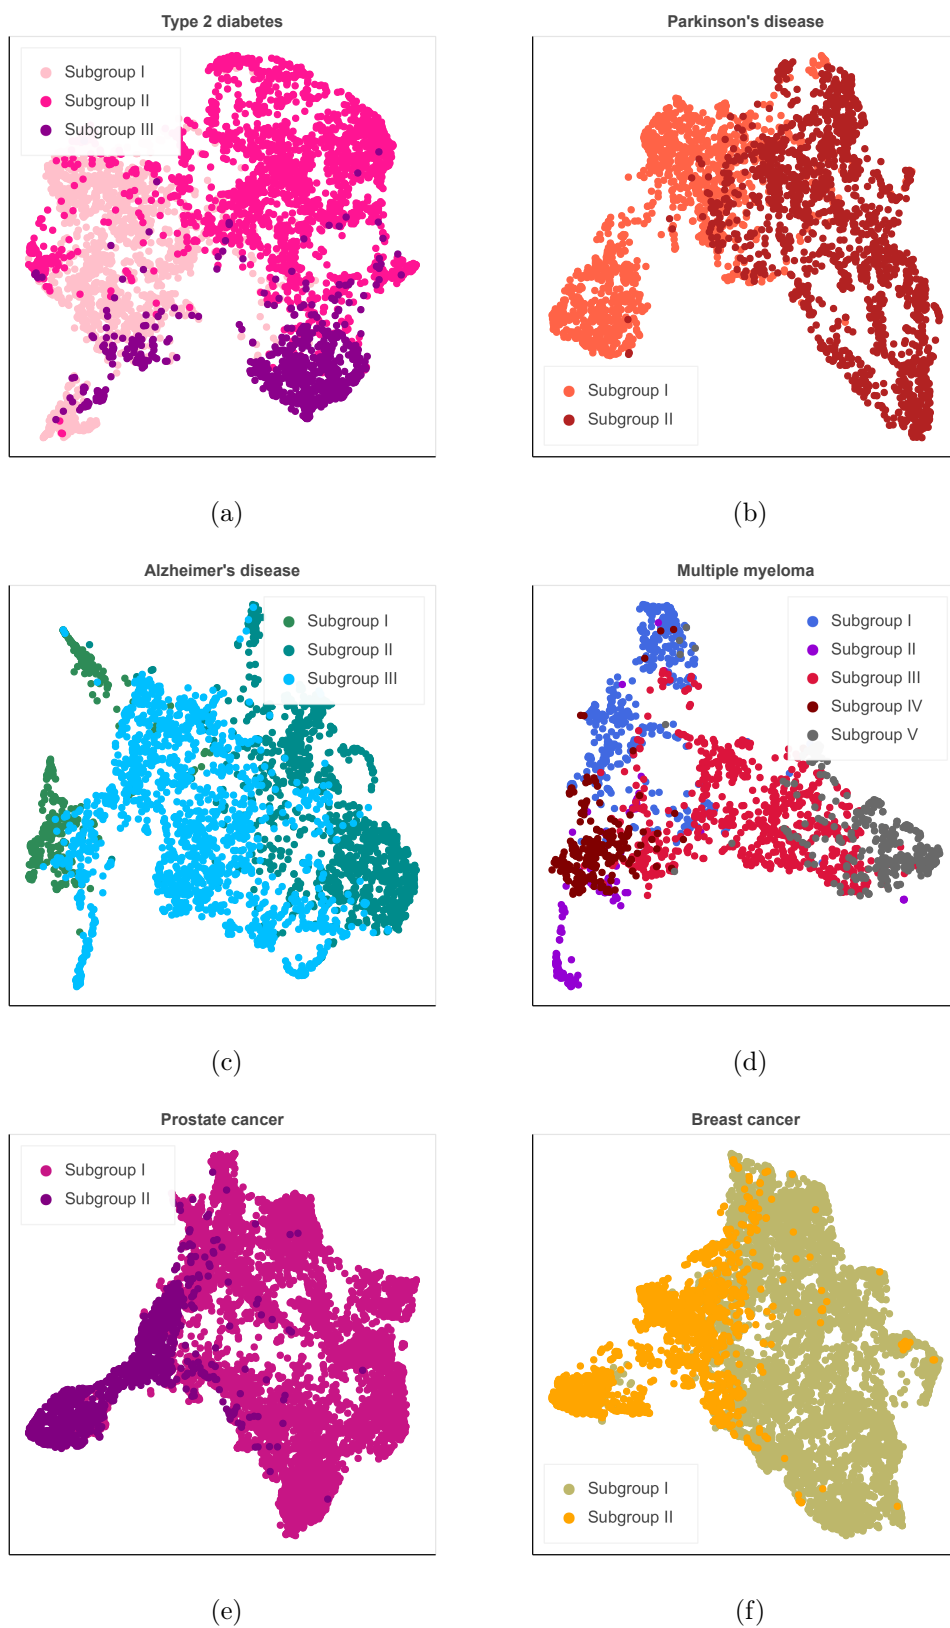 Type 2 diabetes
Subgroup I
Subgroup II
Subgroup III
(a)
Parkinson's disease
Subgroup I
Subgroup II
(b)
Alzheimer's disease
Subgroup I
Subgroup II
Subgroup III
(c)
Multiple myeloma
Subgroup I
Subgroup II
Subgroup III
Subgroup IV
Subgroup V
(d)
Prostate cancer
Subgroup I
Subgroup II
(e)
Breast cancer
Subgroup I
Subgroup II
(f)